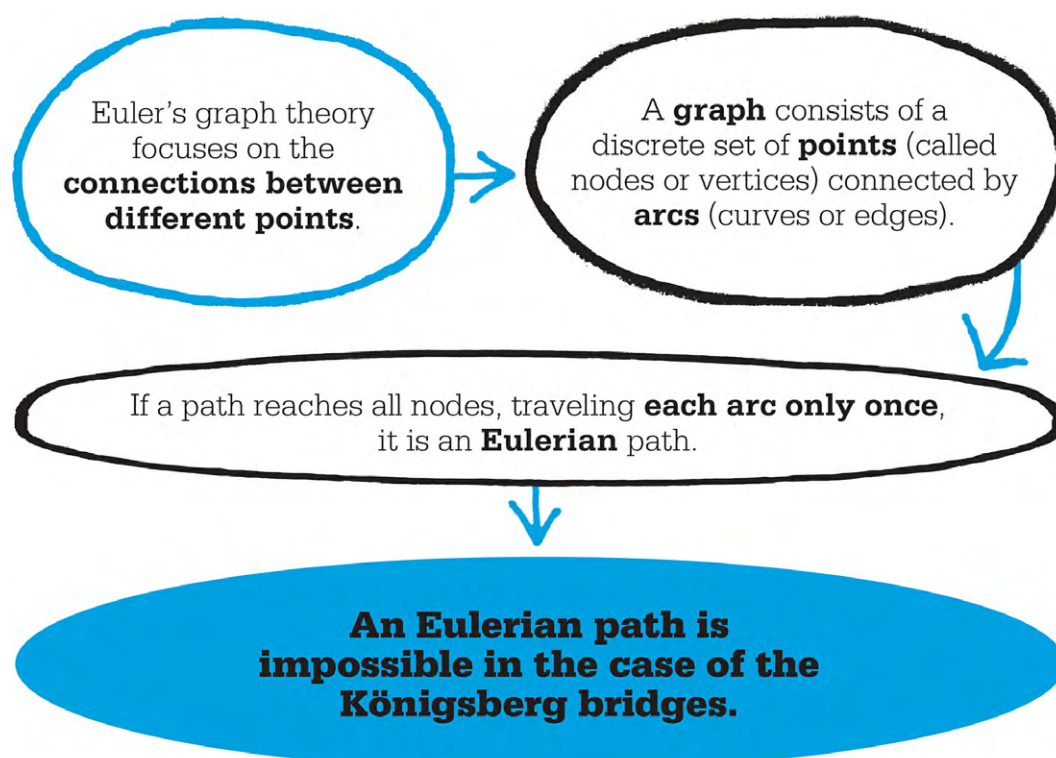 Euler’s graph theory
focuses on the
connections between
different points.
A graph consists of a
discrete set of points (called
nodes or vertices) connected by
arcs (curves or edges).
If a path reaches all nodes, traveling each arc only once,
it is an Eulerian path.
An Eulerian path is
impossible in the case of the
Königsberg bridges.